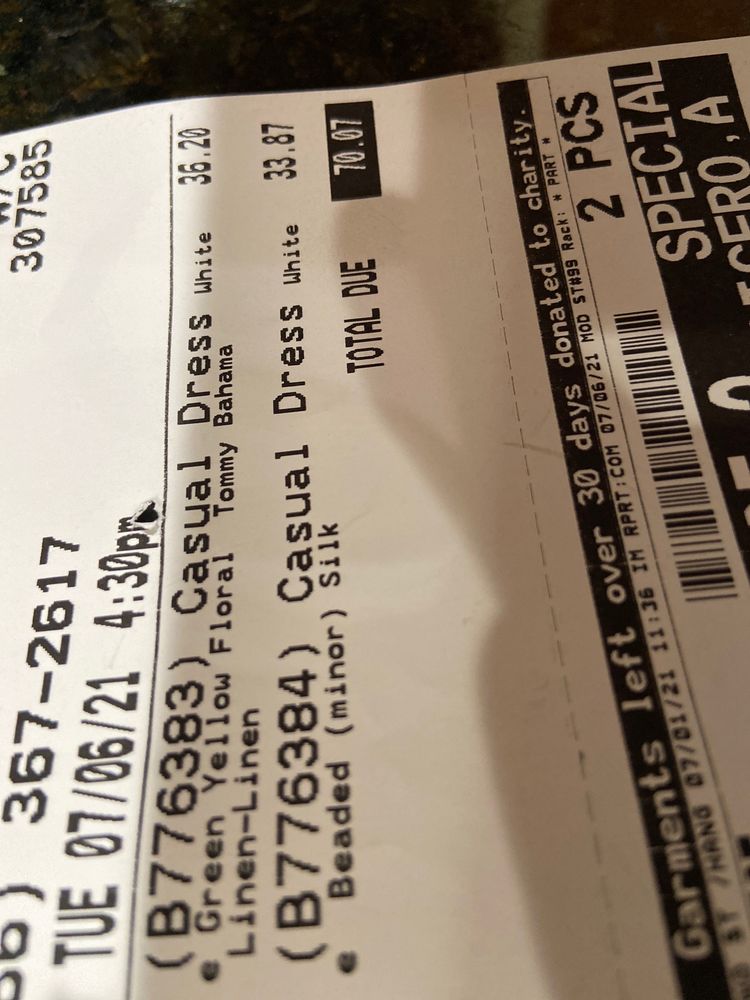 W/C
307585
367-2617
TUE 07/06/21 4:30pm
(B776383) Casual Dress White 36.20
e Green Yellow Floral Tommy Bahama
Linen-Linen
(B776384) Casual Dress White 33.87
e Beaded (minor) Silk
TOTAL DUE 70.07
Garments left over 30 days donated to charity.
ST /HANG 07/01/21 11:36 IM RPRT:COM 07/06/21 MOD ST#99 Rack: * PART *
2 PCS
SPECIAL